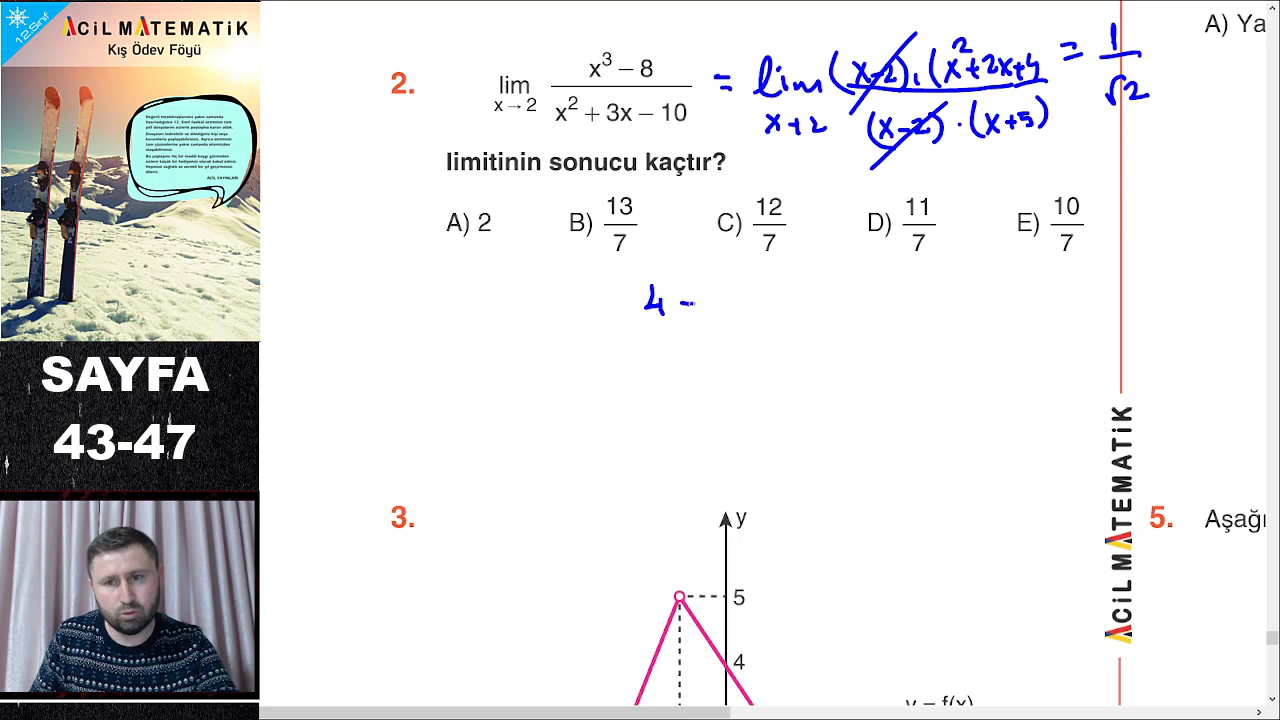 12.Sınıf
ACİL MATEMATİK
Kış Ödev Föyü
ACİL YAYINLARI
SAYFA
43-47
2. lim x→2 x³ – 8 / x² + 3x – 10 = lim x→2 (x-2).(x²+2x+4 / (x-2).(x+5) = 1/√2
limitinin sonucu kaçtır?
A) 2 B) 13/7 C) 12/7 D) 11/7 E) 10/7
4 -
3.
y
5
4
y = f(x)
ACİL MATEMATİK
A) Ya
5. Aşağı